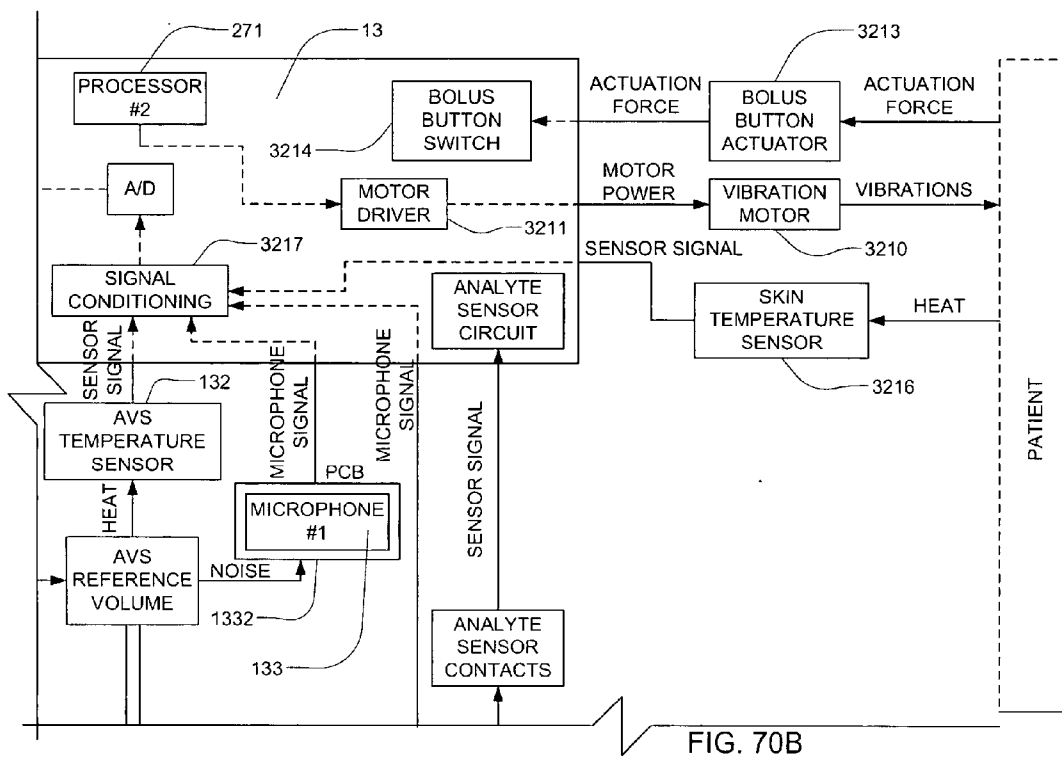 271
13
3213
PROCESSOR
#2
BOLUS
BUTTON
SWITCH
3214
ACTUATION
FORCE
BOLUS
BUTTON
ACTUATOR
ACTUATION
FORCE
A/D
MOTOR
DRIVER
3211
MOTOR
POWER
VIBRATION
MOTOR
3210
VIBRATIONS
3217
SENSOR SIGNAL
SIGNAL
CONDITIONING
ANALYTE
SENSOR
CIRCUIT
SKIN
TEMPERATURE
SENSOR
3216
HEAT
SENSOR
SIGNAL
132
MICROPHONE
SIGNAL
MICROPHONE
SIGNAL
AVS
TEMPERATURE
SENSOR
PCB
MICROPHONE
#1
SENSOR SIGNAL
PATIENT
HEAT
AVS
REFERENCE
VOLUME
NOISE
1332
133
ANALYTE
SENSOR
CONTACTS
FIG. 70B